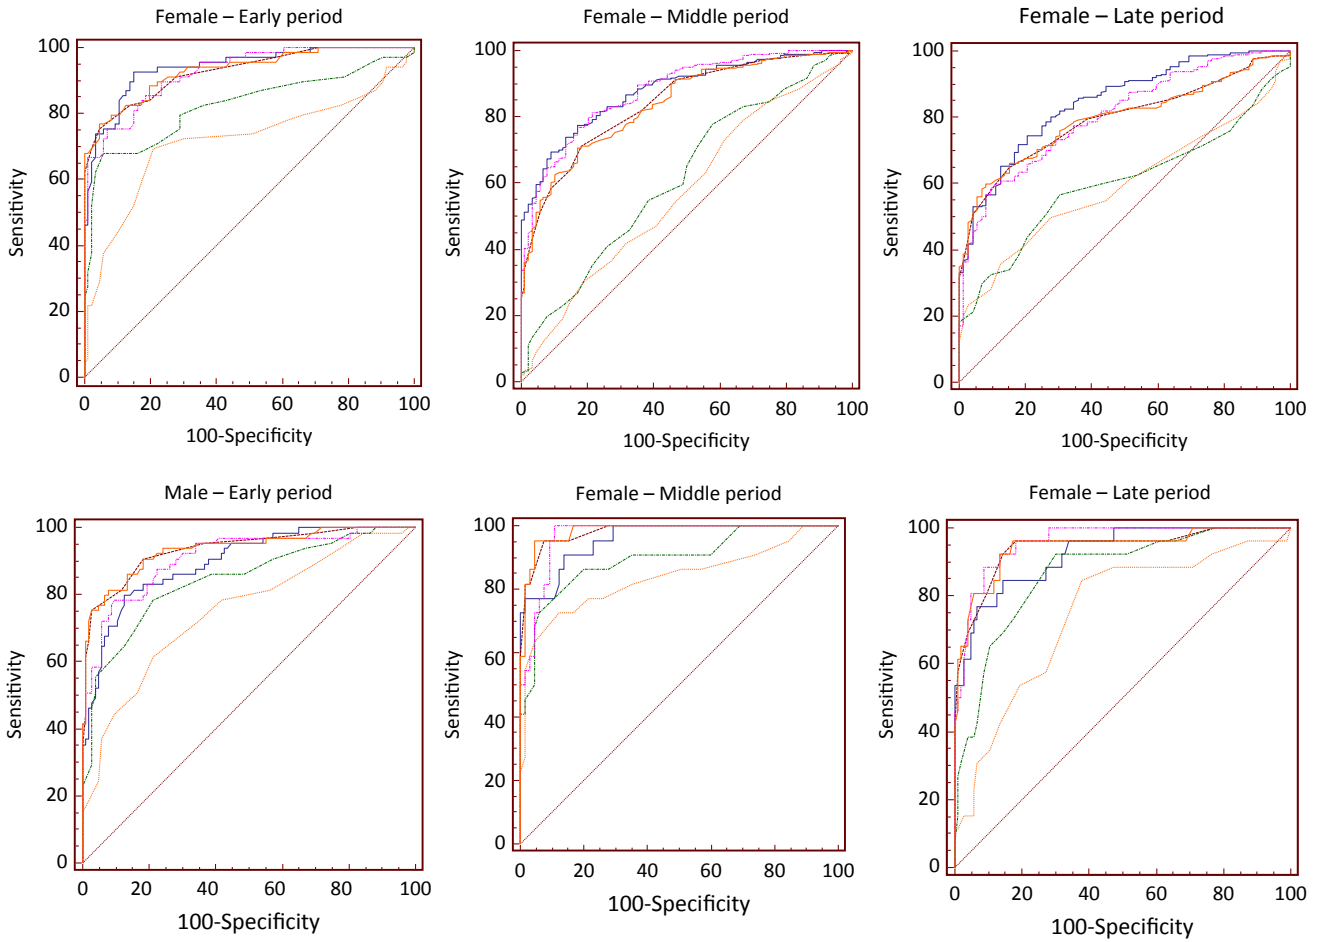 Female – Early period
100
80
60
40
20
0
Sensitivity
0 20 40 60 80 100
100-Specificity
Female – Middle period
100
80
60
40
20
0
Sensitivity
0 20 40 60 80 100
100-Specificity
Female – Late period
100
80
60
40
20
0
Sensitivity
0 20 40 60 80 100
100-Specificity
Male – Early period
100
80
60
40
20
0
Sensitivity
0 20 40 60 80 100
100-Specificity
Female – Middle period
100
80
60
40
20
0
Sensitivity
0 20 40 60 80 100
100-Specificity
Female – Late period
100
80
60
40
20
0
Sensitivity
0 20 40 60 80 100
100-Specificity